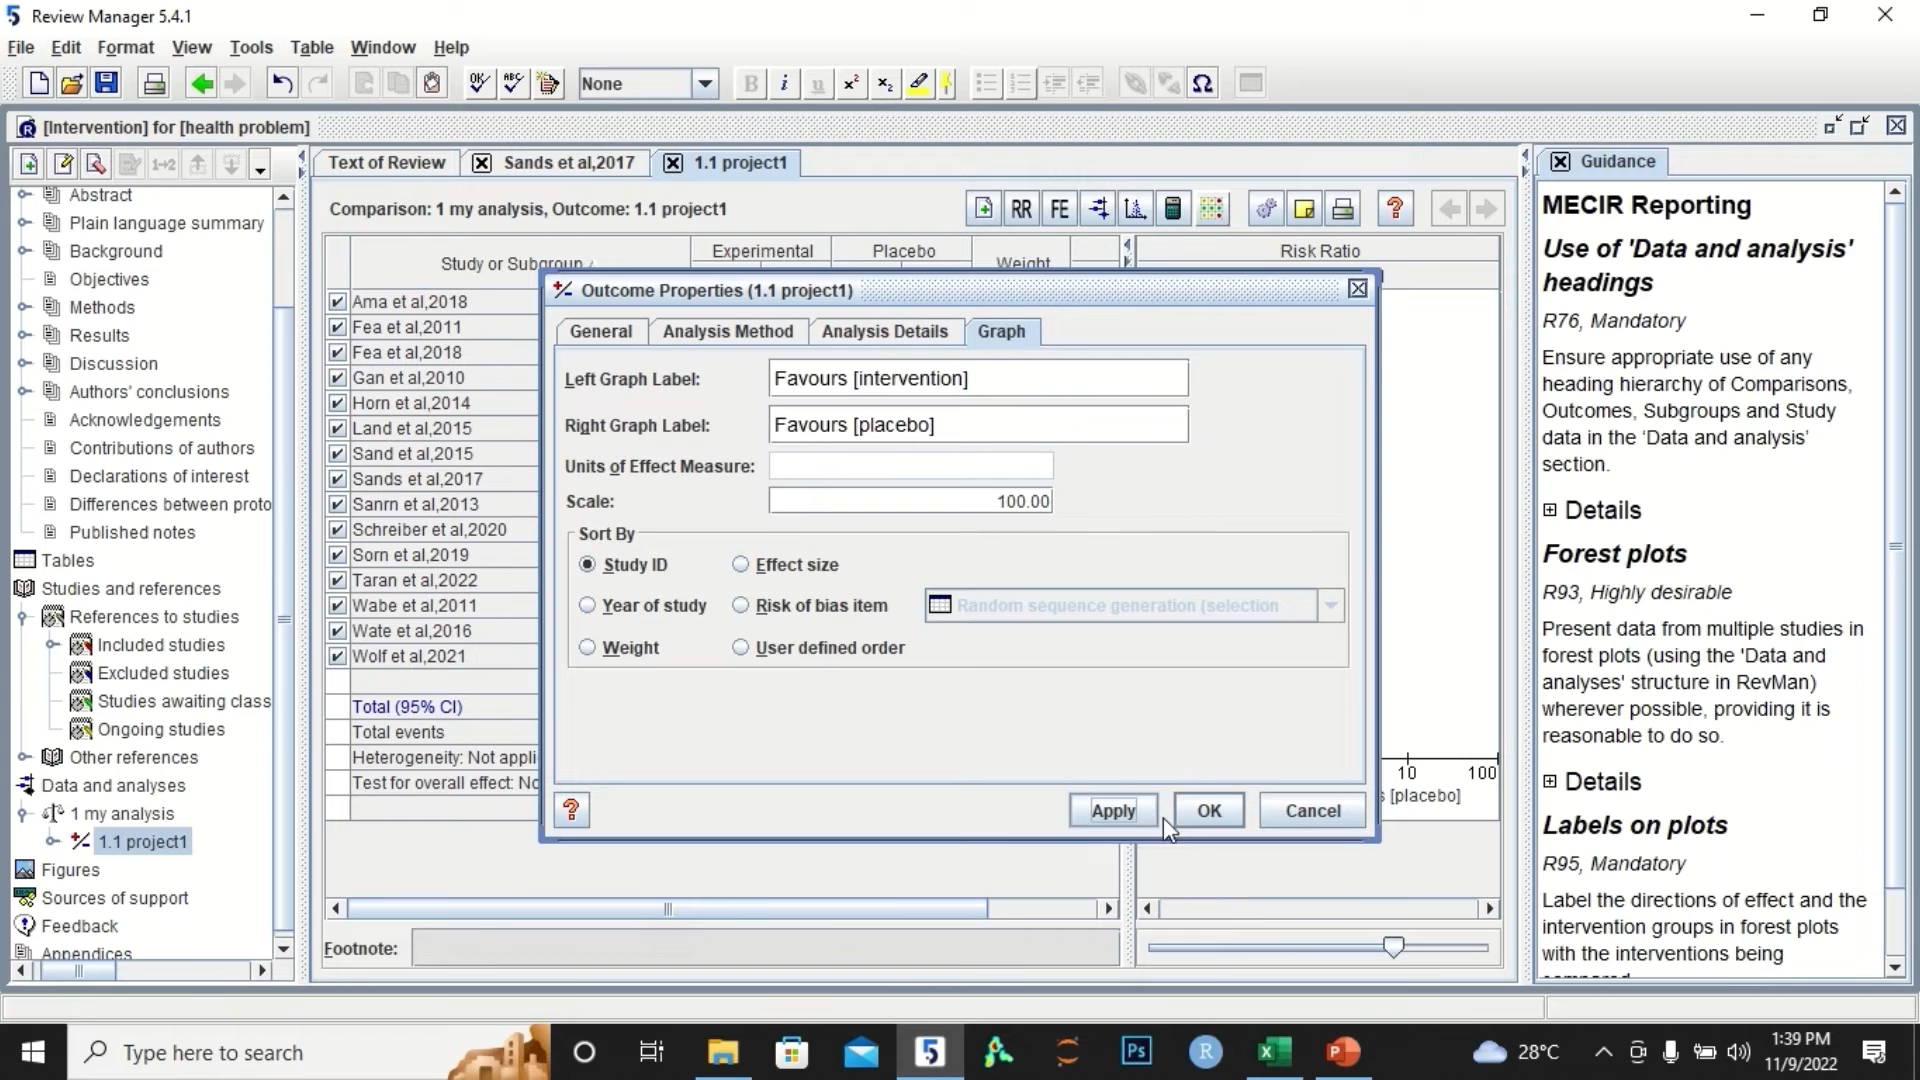 Review Manager 5.4.1
File Edit Format View Tools Table Window Help
None B i u x² x₂ Ω
[Intervention] for [health problem]
Text of Review
Sands et al,2017
1.1 project1
Guidance
Abstract
Plain language summary
Background
Objectives
Methods
Results
Discussion
Authors' conclusions
Acknowledgements
Contributions of authors
Declarations of interest
Differences between proto
Published notes
Tables
Studies and references
References to studies
Included studies
Excluded studies
Studies awaiting class
Ongoing studies
Other references
Data and analyses
1 my analysis
1.1 project1
Figures
Sources of support
Feedback
Appendices
Comparison: 1 my analysis, Outcome: 1.1 project1
RR FE
Study or Subgroup
Experimental
Placebo
Weight
Risk Ratio
Ama et al,2018
Fea et al,2011
Fea et al,2018
Gan et al,2010
Horn et al,2014
Land et al,2015
Sand et al,2015
Sands et al,2017
Sanrn et al,2013
Schreiber et al,2020
Sorn et al,2019
Taran et al,2022
Wabe et al,2011
Wate et al,2016
Wolf et al,2021
Total (95% CI)
Total events
Heterogeneity: Not appli
Test for overall effect: No
10 100
s [placebo]
Footnote:
Outcome Properties (1.1 project1)
General
Analysis Method
Analysis Details
Graph
Left Graph Label: Favours [intervention]
Right Graph Label: Favours [placebo]
Units of Effect Measure:
Scale: 100.00
Sort By
Study ID
Effect size
Year of study
Risk of bias item
Random sequence generation (selection
Weight
User defined order
Apply
OK
Cancel
MECIR Reporting
Use of 'Data and analysis'
headings
R76, Mandatory
Ensure appropriate use of any
heading hierarchy of Comparisons,
Outcomes, Subgroups and Study
data in the ‘Data and analysis’
section.
Details
Forest plots
R93, Highly desirable
Present data from multiple studies in
forest plots (using the 'Data and
analyses' structure in RevMan)
wherever possible, providing it is
reasonable to do so.
Details
Labels on plots
R95, Mandatory
Label the directions of effect and the
intervention groups in forest plots
with the interventions being
Type here to search
Ps
R
28°C
1:39 PM
11/9/2022